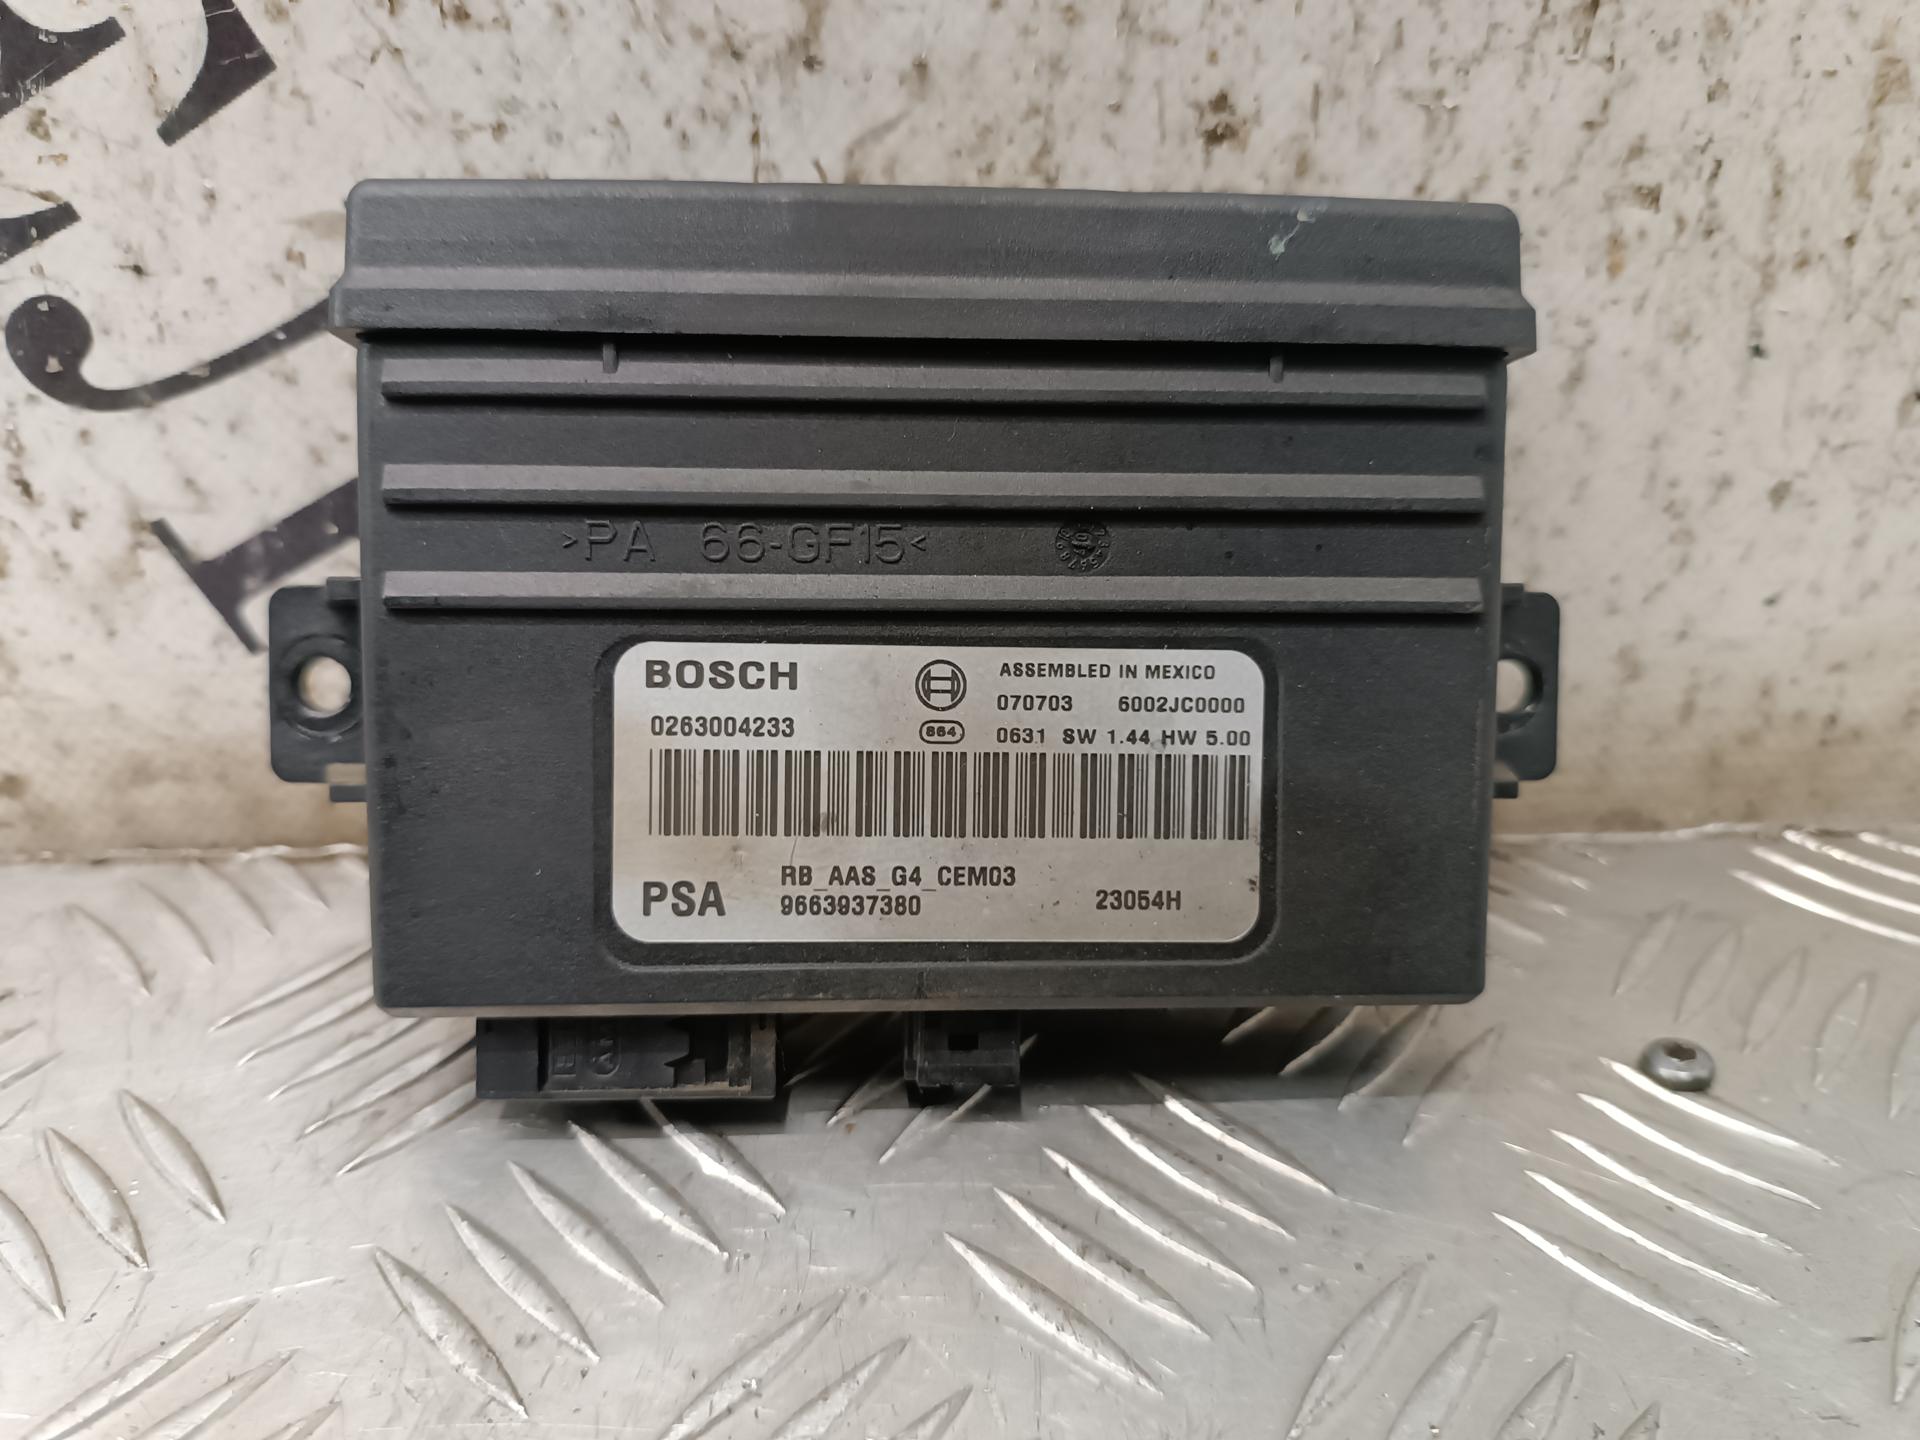 >PA 66-GF15<
BOSCH
ASSEMBLED IN MEXICO
070703 6002JC0000
0263004233
864
0631 SW 1.44 HW 5.00
RB_AAS_G4_CEM03
PSA 9663937380 23054H